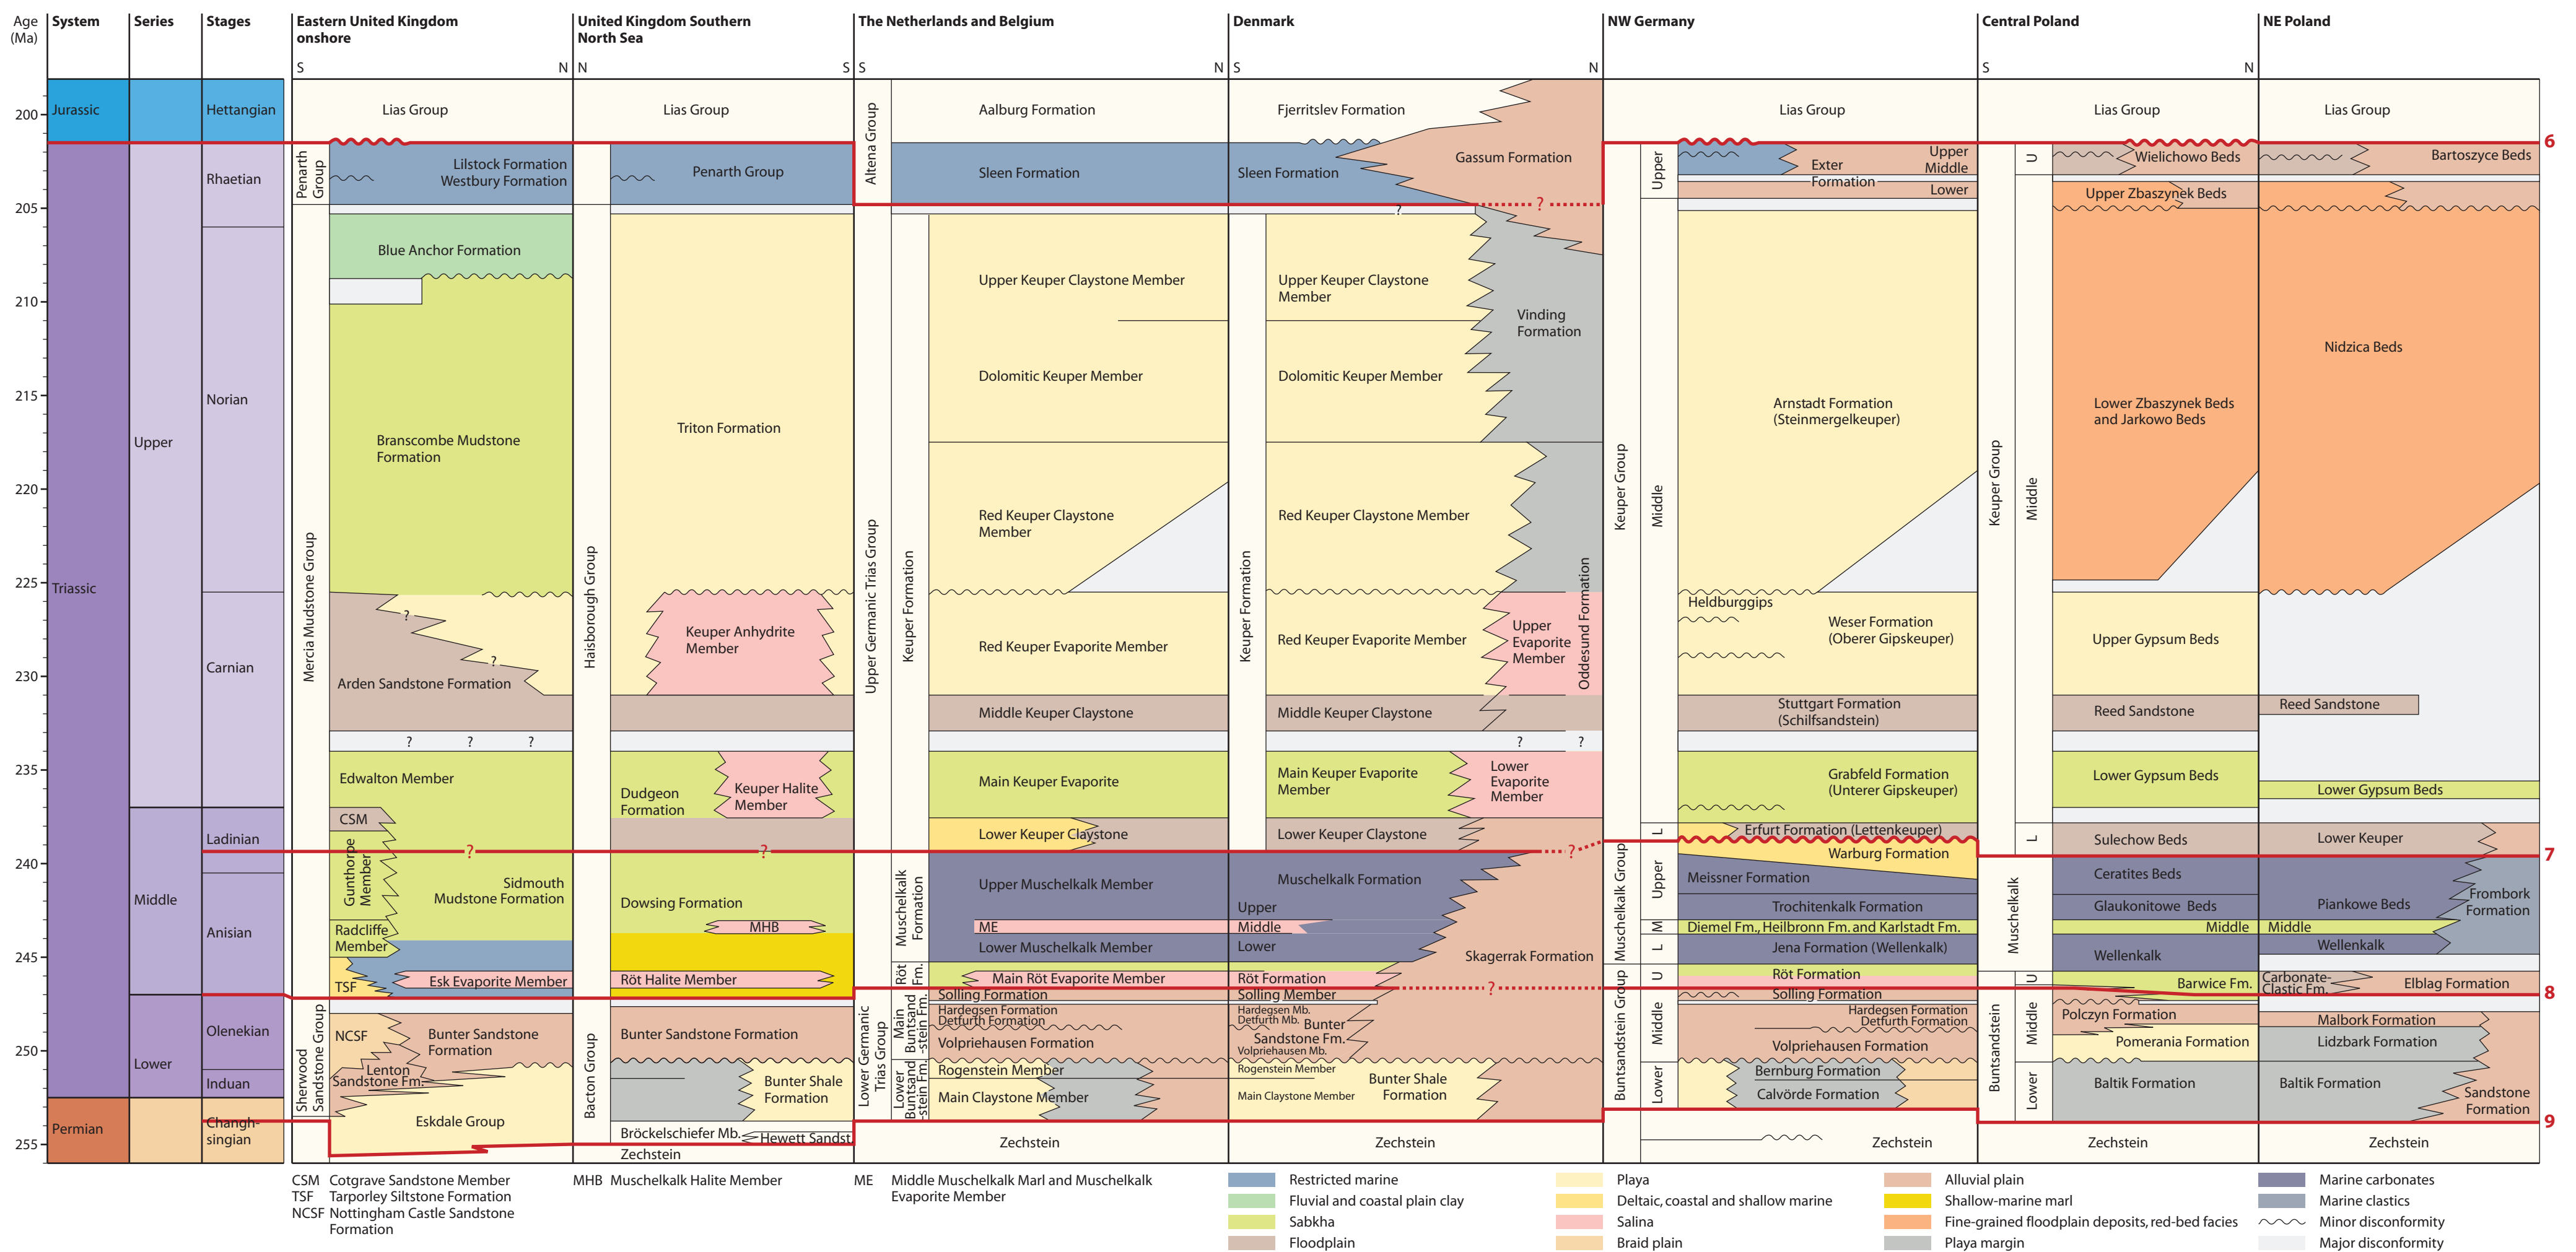 Age
(Ma)
System
Series
Stages
Eastern United Kingdom
onshore
United Kingdom Southern
North Sea
The Netherlands and Belgium
Denmark
NW Germany
Central Poland
NE Poland
S
N
N
S
S
N
S
N
S
N
200
205
210
215
220
225
230
235
240
245
250
255
Jurassic
Triassic
Permian
Upper
Middle
Lower
Hettangian
Rhaetian
Norian
Carnian
Ladinian
Anisian
Olenekian
Induan
Changh-
singian
Lias Group
Penarth
Group
Lilstock Formation
Westbury Formation
Mercia Mudstone Group
Blue Anchor Formation
Branscombe Mudstone
Formation
?
?
Arden Sandstone Formation
? ? ?
Edwalton Member
CSM
Gunthorpe
Member
?
Sidmouth
Mudstone Formation
Radcliffe
Member
TSF
Esk Evaporite Member
Sherwood
Sandstone Group
NCSF
Bunter Sandstone
Formation
Lenton
Sandstone Fm.
Eskdale Group
Lias Group
Penarth Group
Haisborough Group
Triton Formation
Keuper Anhydrite
Member
Dudgeon
Formation
Keuper Halite
Member
?
Dowsing Formation
MHB
Röt Halite Member
Bacton Group
Bunter Sandstone Formation
Bunter Shale
Formation
Bröckelschiefer Mb.
Hewett Sandst.
Zechstein
Altena Group
Aalburg Formation
Sleen Formation
Upper Germanic Trias Group
Keuper Formation
Upper Keuper Claystone Member
Dolomitic Keuper Member
Red Keuper Claystone
Member
Red Keuper Evaporite Member
Middle Keuper Claystone
Main Keuper Evaporite
Lower Keuper Claystone
Muschelkalk
Formation
Upper Muschelkalk Member
ME
Lower Muschelkalk Member
Röt
Fm.
Main Röt Evaporite Member
Lower Germanic
Trias Group
Main
Buntsand
-stein Fm.
Solling Formation
Hardegsen Formation
Detfurth Formation
Volpriehausen Formation
Lower
Buntsand
-stein Fm.
Rogenstein Member
Main Claystone Member
Zechstein
Fjerritslev Formation
Gassum Formation
Sleen Formation
?
?
Keuper Formation
Upper Keuper Claystone
Member
Vinding
Formation
Dolomitic Keuper Member
Red Keuper Claystone Member
Oddesund Formation
Red Keuper Evaporite Member
Upper
Evaporite
Member
Middle Keuper Claystone
? ?
Main Keuper Evaporite
Member
Lower
Evaporite
Member
Lower Keuper Claystone
?
Muschelkalk Formation
Upper
Middle
Lower
Skagerrak Formation
Röt Formation
?
Solling Member
Hardegsen Mb.
Detfurth Mb.
Bunter
Sandstone Fm.
Volpriehausen Mb.
Rogenstein Member
Bunter Shale
Formation
Main Claystone Member
Zechstein
Lias Group
Keuper Group
Upper
Exter
Formation
Upper
Middle
Lower
Middle
Arnstadt Formation
(Steinmergelkeuper)
Heldburggips
Weser Formation
(Oberer Gipskeuper)
Stuttgart Formation
(Schilfsandstein)
Grabfeld Formation
(Unterer Gipskeuper)
L
Erfurt Formation (Lettenkeuper)
Muschelkalk Group
Upper
Warburg Formation
Meissner Formation
Trochitenkalk Formation
M
Diemel Fm., Heilbronn Fm. and Karlstadt Fm.
L
Jena Formation (Wellenkalk)
Buntsandstein Group
U
Röt Formation
Middle
Solling Formation
Hardegsen Formation
Detfurth Formation
Volpriehausen Formation
Lower
Bernburg Formation
Calvörde Formation
Zechstein
Lias Group
Keuper Group
U
Wielichowo Beds
Upper Zbaszynek Beds
Middle
Lower Zbaszynek Beds
and Jarkowo Beds
Upper Gypsum Beds
Reed Sandstone
Lower Gypsum Beds
L
Sulechow Beds
Muschelkalk
Ceratites Beds
Glaukonitowe Beds
Middle
Wellenkalk
Buntsandstein
U
Barwice Fm.
Middle
Polczyn Formation
Pomerania Formation
Lower
Baltik Formation
Zechstein
Lias Group
6
Bartoszyce Beds
Nidzica Beds
Reed Sandstone
Lower Gypsum Beds
Lower Keuper
7
Piankowe Beds
Frombork
Formation
Middle
Wellenkalk
Carbonate-
Clastic Fm.
Elblag Formation
8
Malbork Formation
Lidzbark Formation
Baltik Formation
Sandstone
Formation
9
Zechstein
CSM Cotgrave Sandstone Member
TSF Tarporley Siltstone Formation
NCSF Nottingham Castle Sandstone
Formation
MHB Muschelkalk Halite Member
ME Middle Muschelkalk Marl and Muschelkalk
Evaporite Member
Restricted marine
Fluvial and coastal plain clay
Sabkha
Floodplain
Playa
Deltaic, coastal and shallow marine
Salina
Braid plain
Alluvial plain
Shallow-marine marl
Fine-grained floodplain deposits, red-bed facies
Playa margin
Marine carbonates
Marine clastics
Minor disconformity
Major disconformity